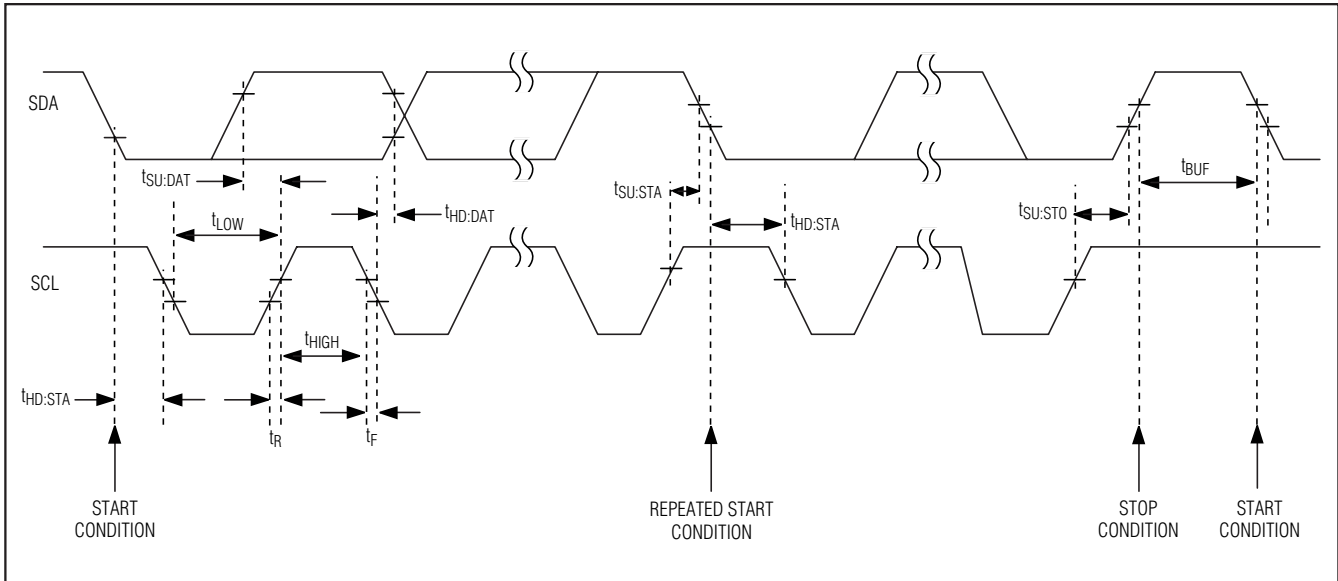 SDA
tSU:DAT
tLOW
tHD:DAT
tSU:STA
tHD:STA
tSU:STO
tBUF
SCL
tHIGH
tHD:STA
tR
tF
START
CONDITION
REPEATED START
CONDITION
STOP
CONDITION
START
CONDITION